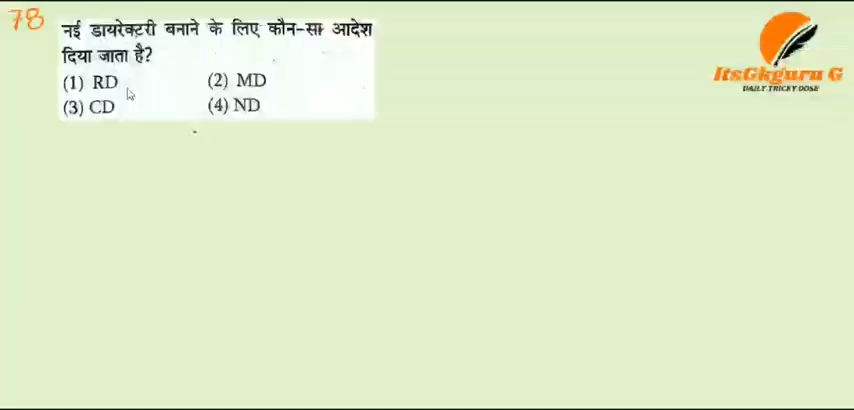 78
नई डायरेक्टरी बनाने के लिए कौन-सा आदेश
दिया जाता है?
(1) RD (2) MD
(3) CD (4) ND
ItsGkguru G
DAILY TRICKY DOSE